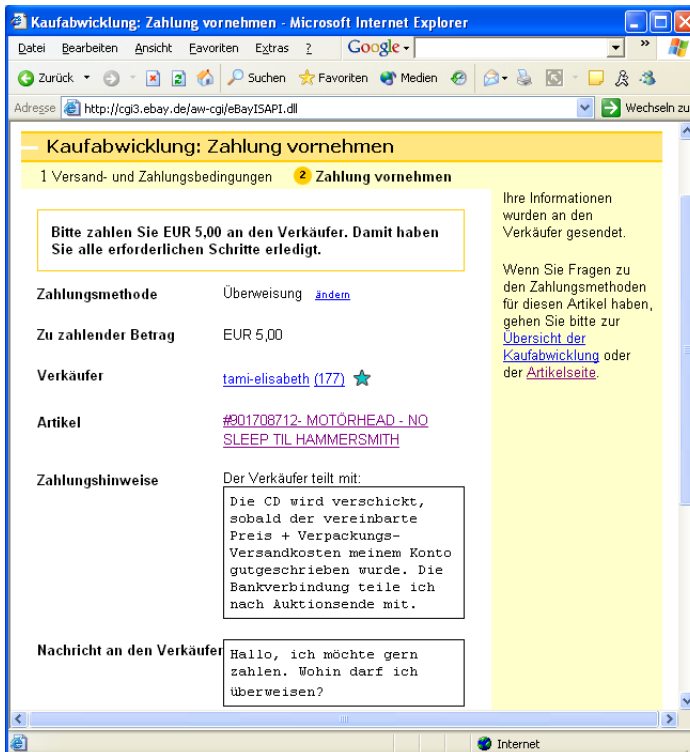 Kaufabwicklung: Zahlung vornehmen - Microsoft Internet Explorer
Datei Bearbeiten Ansicht Favoriten Extras ? Google
Zurück Suchen Favoriten Medien
Adresse http://cgi3.ebay.de/aw-cgi/eBayISAPI.dll Wechseln zu
Kaufabwicklung: Zahlung vornehmen
1 Versand- und Zahlungsbedingungen 2 Zahlung vornehmen
Bitte zahlen Sie EUR 5,00 an den Verkäufer. Damit haben
Sie alle erforderlichen Schritte erledigt.
Zahlungsmethode Überweisung ändern
Zu zahlender Betrag EUR 5,00
Verkäufer tami-elisabeth (177)
Artikel #901708712- MOTÖRHEAD - NO
SLEEP TIL HAMMERSMITH
Zahlungshinweise Der Verkäufer teilt mit:
Die CD wird verschickt,
sobald der vereinbarte
Preis + Verpackungs-
Versandkosten meinem Konto
gutgeschrieben wurde. Die
Bankverbindung teile ich
nach Auktionsende mit.
Nachricht an den Verkäufer Hallo, ich möchte gern
zahlen. Wohin darf ich
überweisen?
Ihre Informationen
wurden an den
Verkäufer gesendet.
Wenn Sie Fragen zu
den Zahlungsmethoden
für diesen Artikel haben,
gehen Sie bitte zur
Übersicht der
Kaufabwicklung oder
der Artikelseite.
Internet